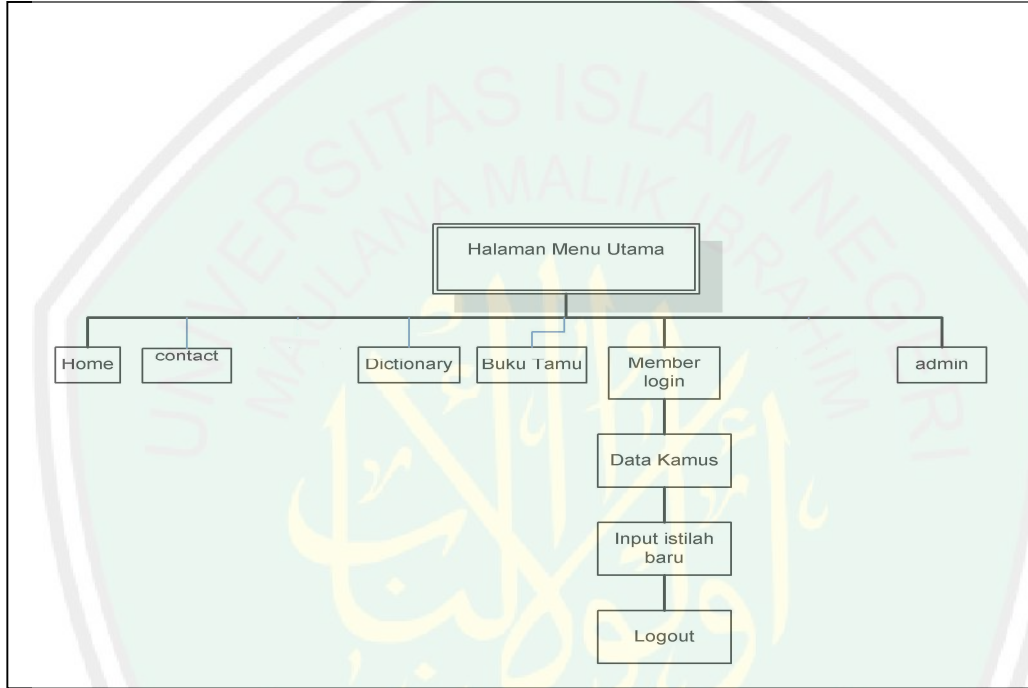 UNIVERSITAS ISLAM NEGERI
MAULANA MALIK IBRAHIM
Halaman Menu Utama
Home
contact
Dictionary
Buku Tamu
Member
login
admin
Data Kamus
Input istilah
baru
Logout